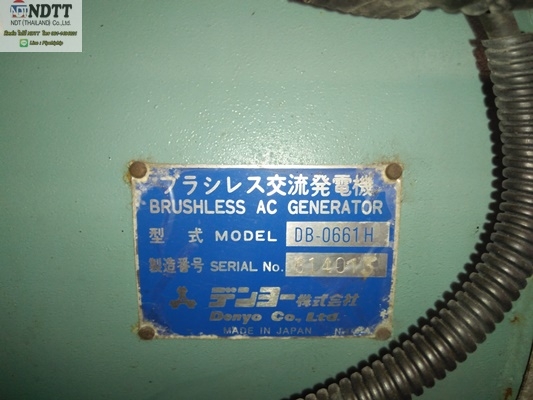 NDT NDTT
NDT (THAILAND) Co.,Ltd.
ブラシレス交流発電機
BRUSHLESS AC GENERATOR
型式 MODEL DB-0661H
製造番号 SERIAL No.
デンヨー株式会社
Denyo Co., Ltd.
MADE IN JAPAN